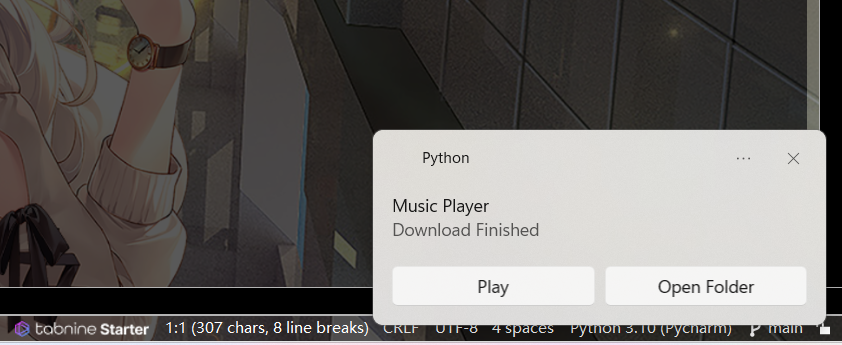 Python
Music Player
Download Finished
Play Open Folder
tabnine Starter 1:1 (307 chars, 8 line breaks) CRLF UTF-8 4 spaces Python 3.10 (Pycharm) main